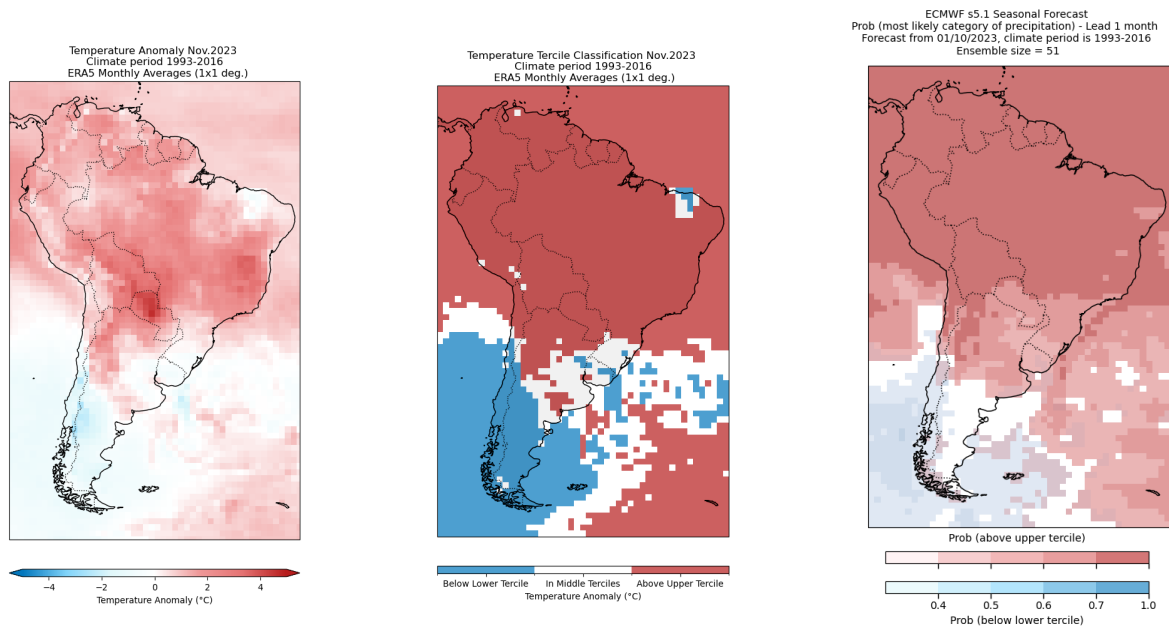 Temperature Anomaly Nov.2023
Climate period 1993-2016
ERA5 Monthly Averages (1x1 deg.)
−4 −2 0 2 4
Temperature Anomaly (°C)
Temperature Tercile Classification Nov.2023
Climate period 1993-2016
ERA5 Monthly Averages (1x1 deg.)
Below Lower Tercile In Middle Terciles Above Upper Tercile
Temperature Anomaly (°C)
ECMWF s5.1 Seasonal Forecast
Prob (most likely category of precipitation) - Lead 1 month
Forecast from 01/10/2023, climate period is 1993-2016
Ensemble size = 51
Prob (above upper tercile)
0.4 0.5 0.6 0.7 1.0
Prob (below lower tercile)